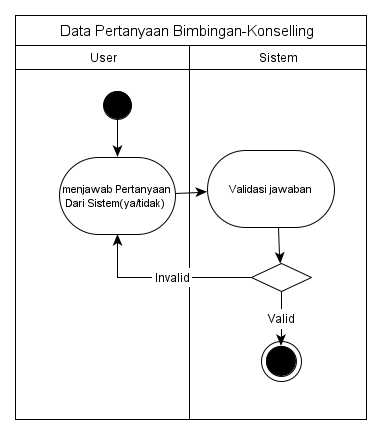 Data Pertanyaan Bimbingan-Konselling
User
Sistem
menjawab Pertanyaan
Dari Sistem(ya/tidak)
Validasi jawaban
Invalid
Valid